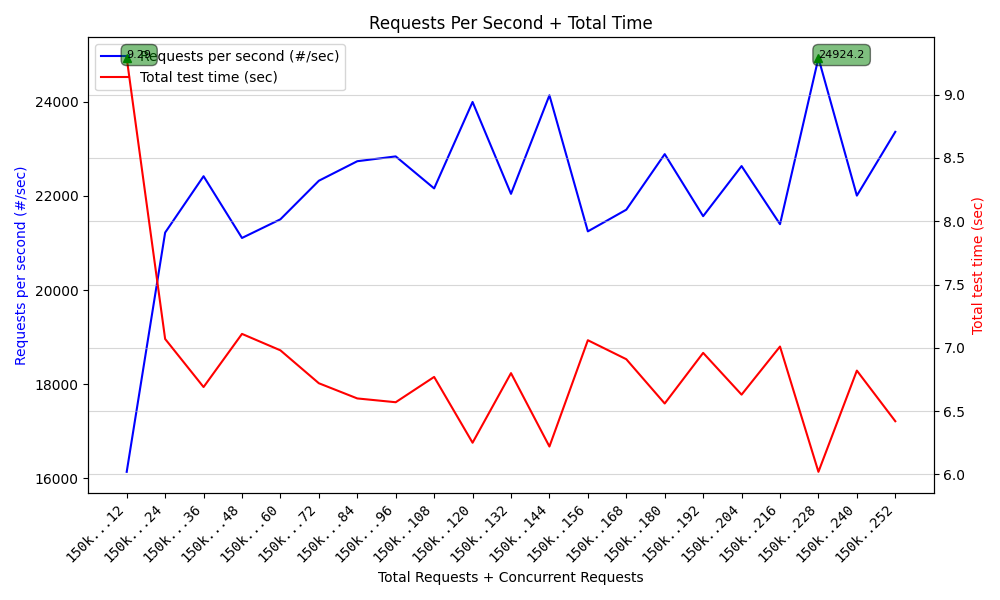 Requests Per Second + Total Time
9.29
Requests per second (#/sec)
Total test time (sec)
24924.2
24000
22000
20000
18000
16000
Requests per second (#/sec)
9.0
8.5
8.0
7.5
7.0
6.5
6.0
Total test time (sec)
150k...12
150k...24
150k...36
150k...48
150k...60
150k...72
150k...84
150k...96
150k..108
150k..120
150k..132
150k..144
150k..156
150k..168
150k..180
150k..192
150k..204
150k..216
150k..228
150k..240
150k..252
Total Requests + Concurrent Requests